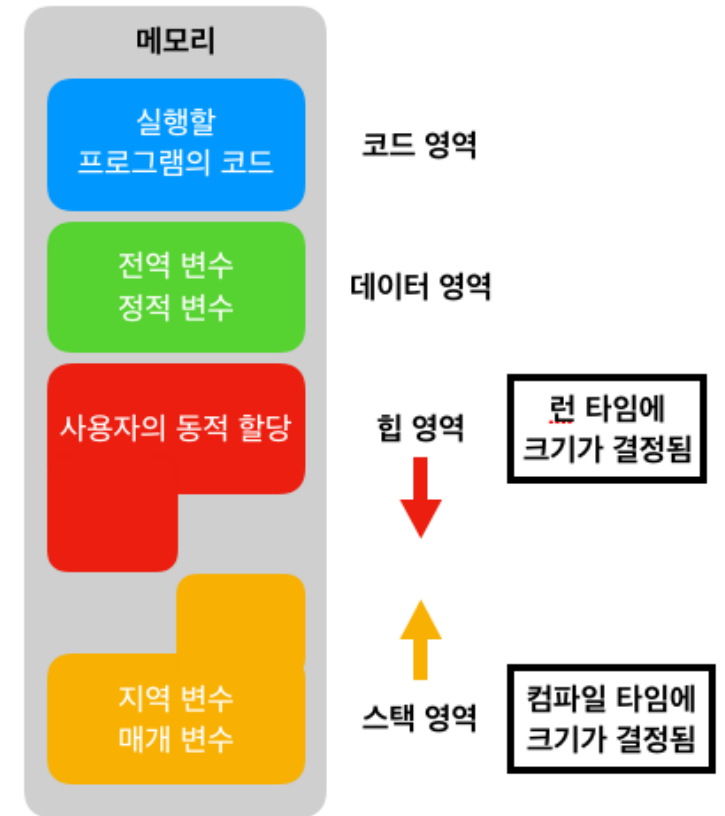 메모리
실행할
프로그램의 코드
코드 영역
전역 변수
정적 변수
데이터 영역
사용자의 동적 할당
힙 영역
런 타임에
크기가 결정됨
지역 변수
매개 변수
스택 영역
컴파일 타임에
크기가 결정됨